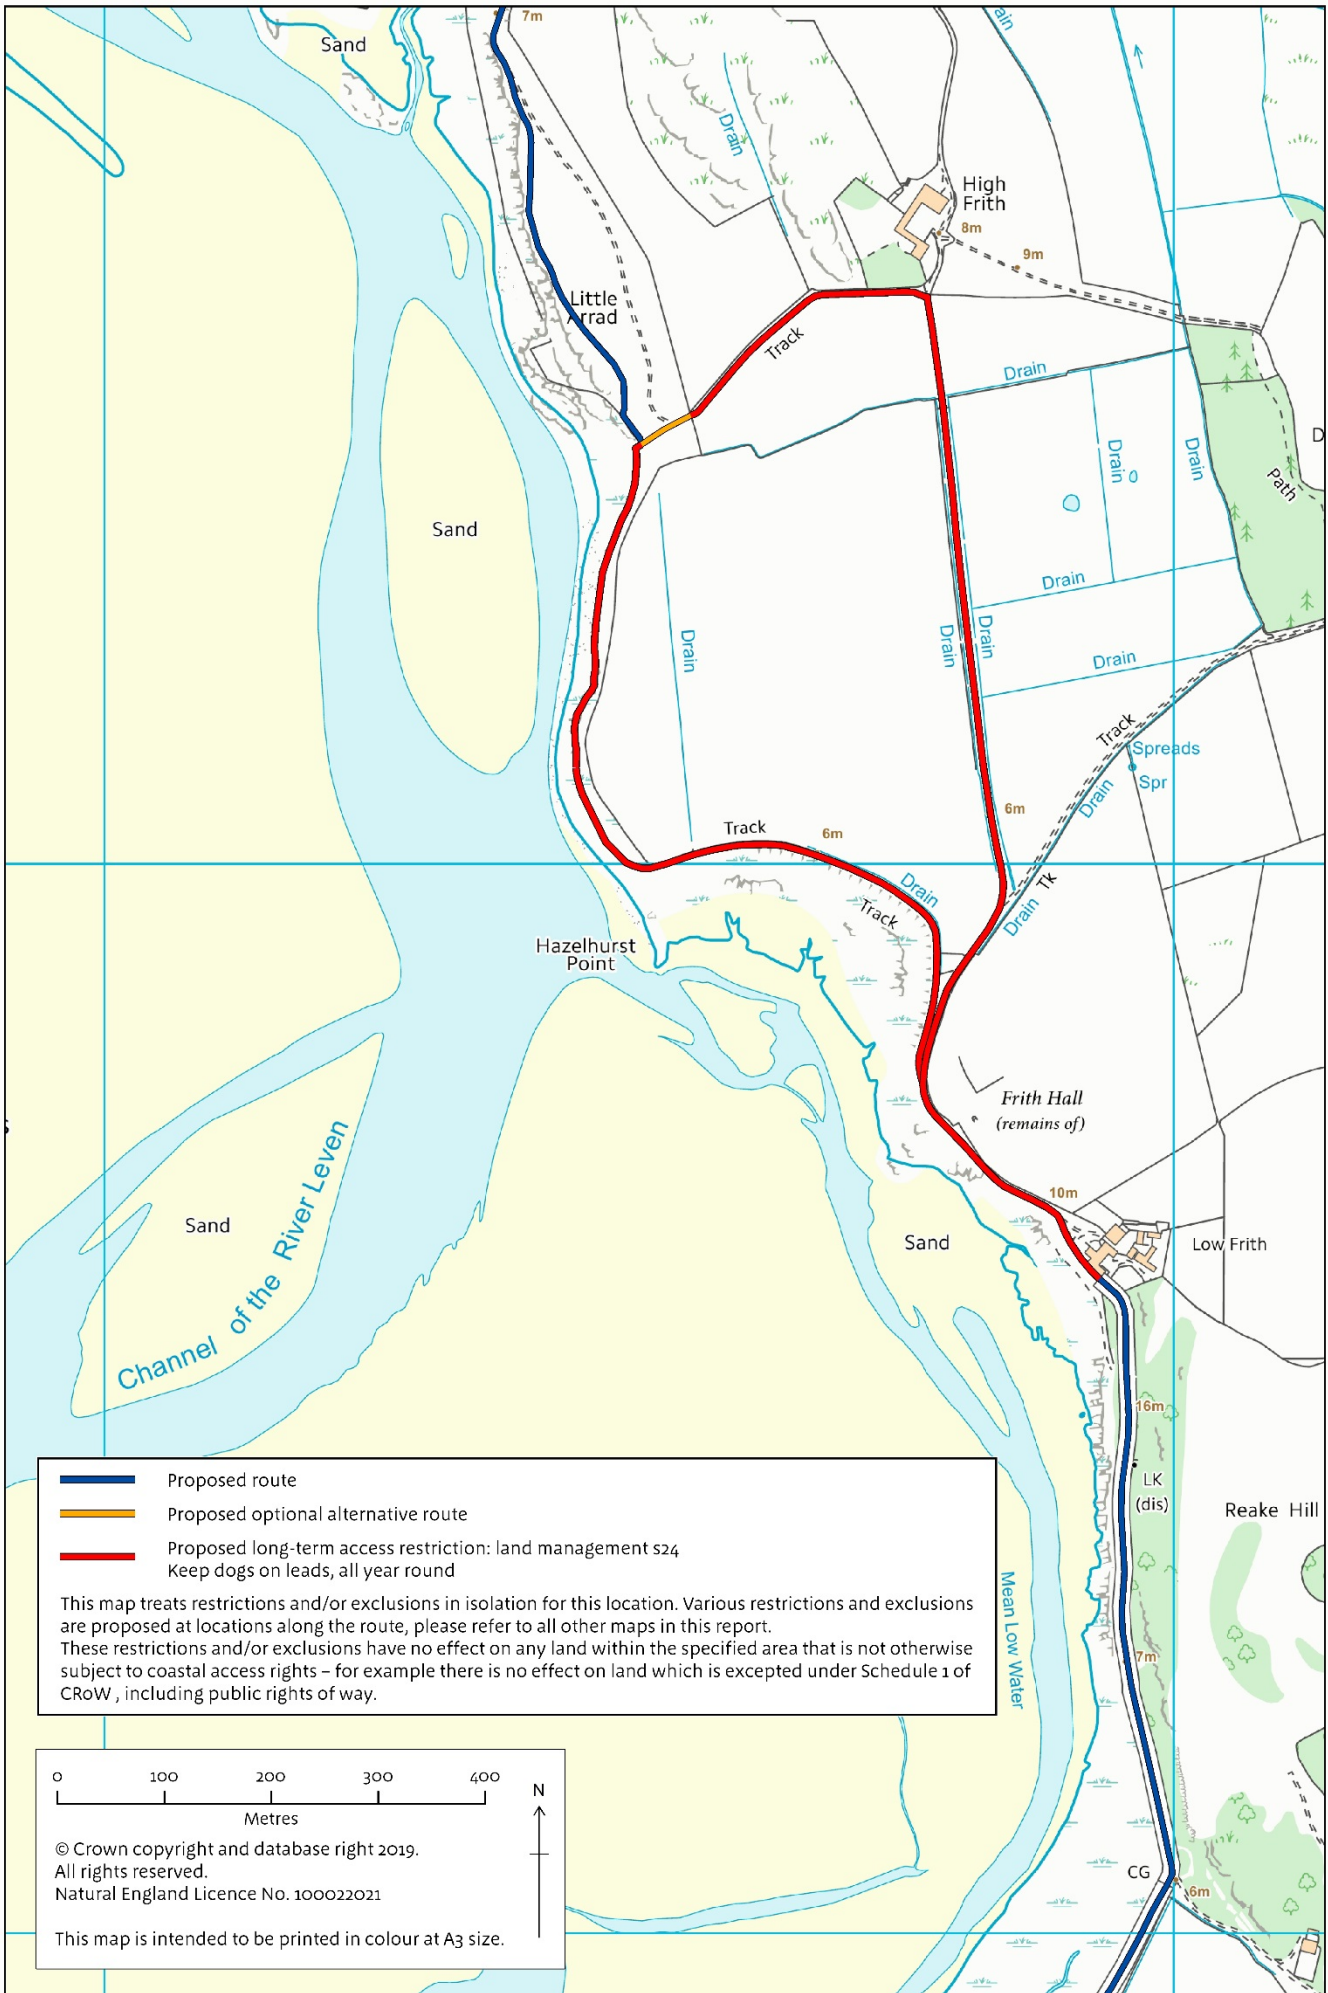 7m
Sand
Drain
High
Frith
8m
9m
Little
Arrad
Track
Drain
Drain
Drain
D
Path
Sand
Drain
Drain
Drain
Drain
Drain
Track
Spreads
Spr
Drain
6m
Track
6m
Drain
Tk
Drain
Track
Hazelhurst
Point
Frith Hall
(remains of)
10m
Low Frith
Sand
Sand
Channel of the River Leven
16m
LK
(dis)
Reake Hill
Mean Low Water
7m
CG
6m
Proposed route
Proposed optional alternative route
Proposed long-term access restriction: land management s24
Keep dogs on leads, all year round
This map treats restrictions and/or exclusions in isolation for this location. Various restrictions and exclusions
are proposed at locations along the route, please refer to all other maps in this report.
These restrictions and/or exclusions have no effect on any land within the specified area that is not otherwise
subject to coastal access rights – for example there is no effect on land which is excepted under Schedule 1 of
CRoW , including public rights of way.
0 100 200 300 400
Metres
N
© Crown copyright and database right 2019.
All rights reserved.
Natural England Licence No. 100022021
This map is intended to be printed in colour at A3 size.